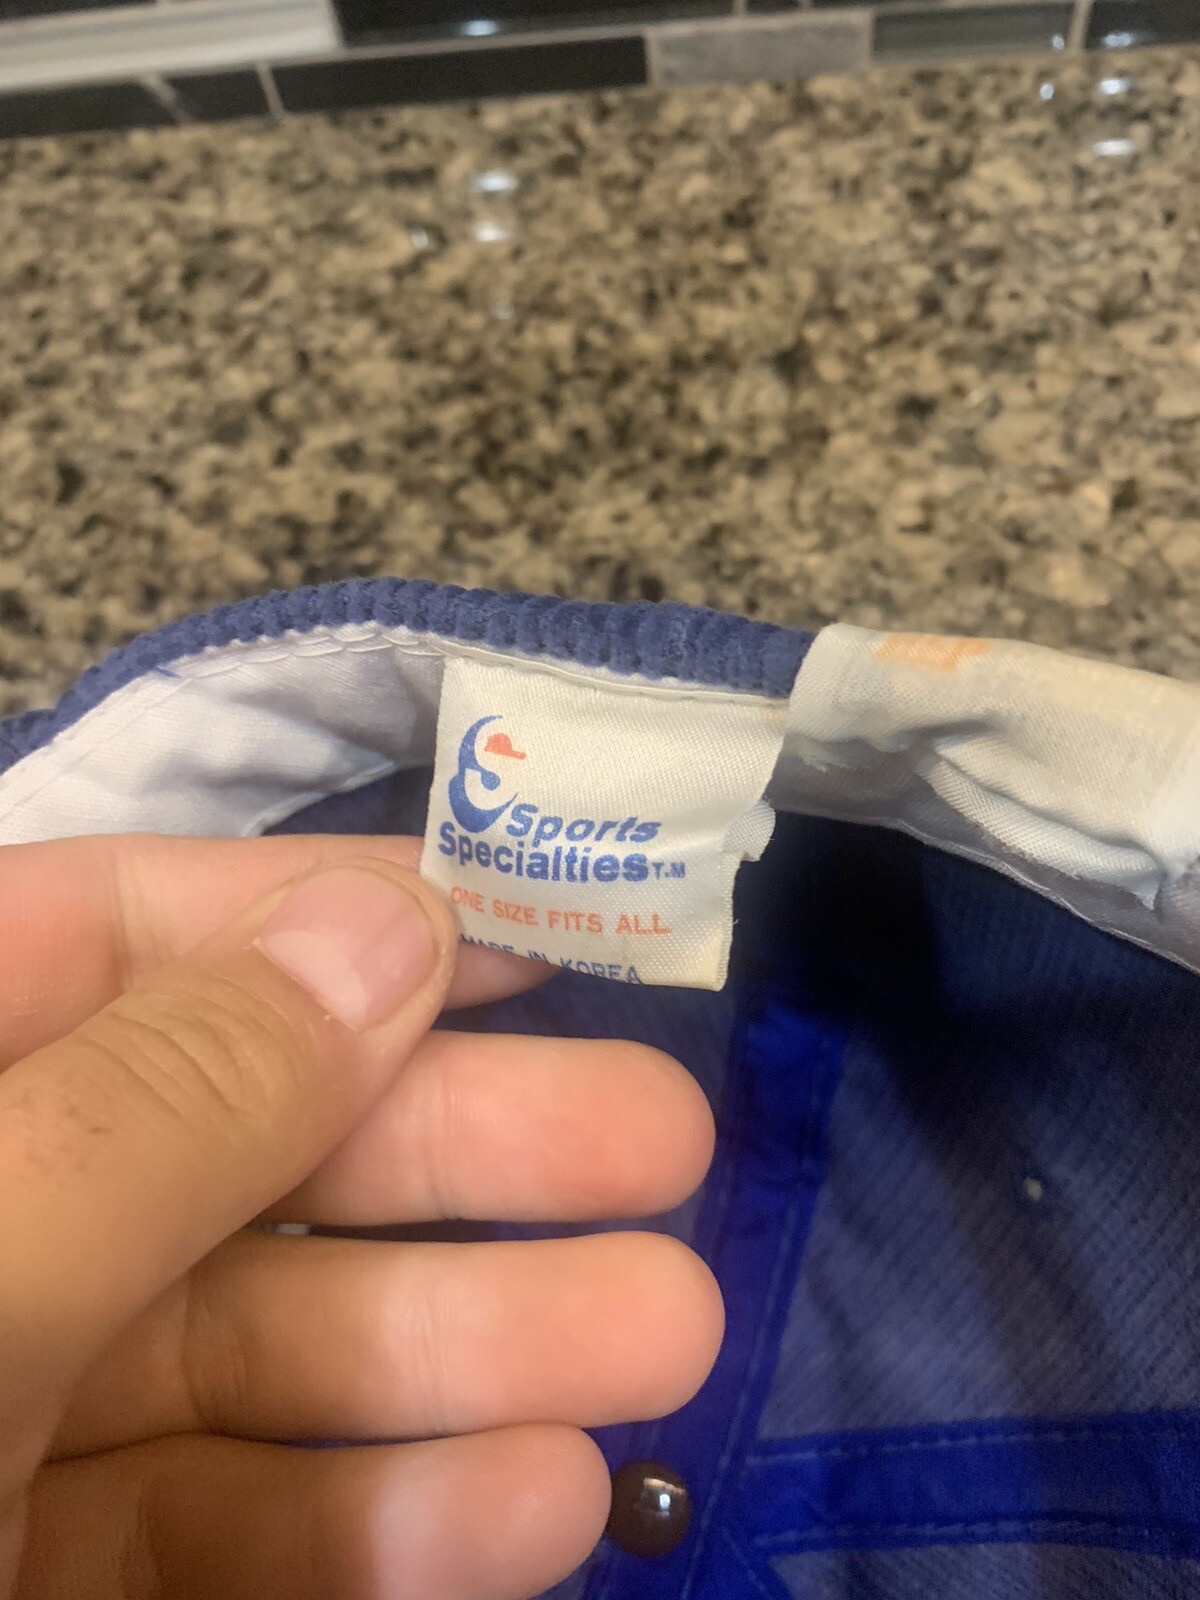 Sports
Specialties T.M
ONE SIZE FITS ALL
MADE IN KOREA